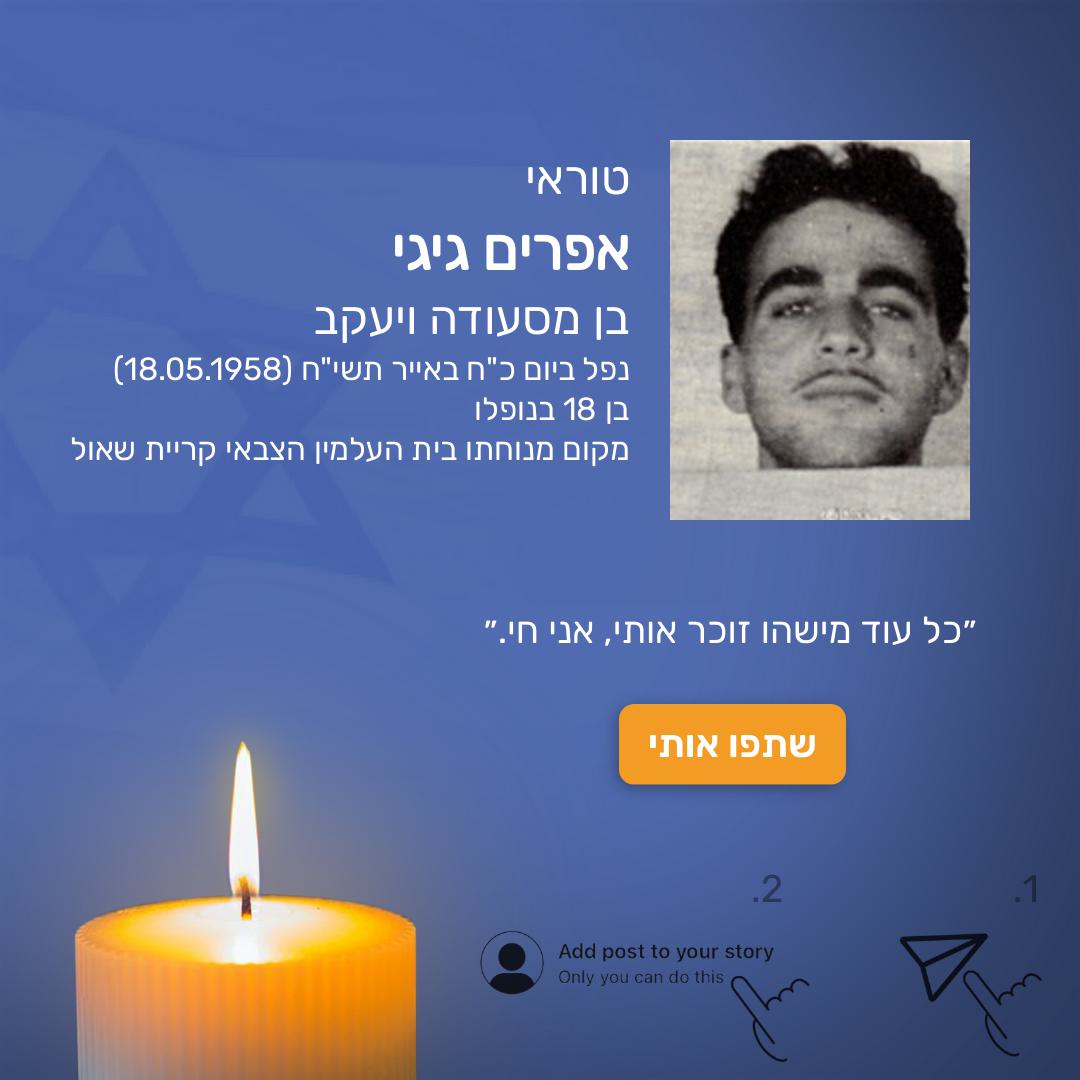 טוראי
אפרים גיגי
בן מסעודה ויעקב
נפל ביום כ"ח באייר תשי"ח (18.05.1958)
בן 18 בנופלו
מקום מנוחתו בית העלמין הצבאי קריית שאול
״כל עוד מישהו זוכר אותי, אני חי.״
שתפו אותי
1.
2.
Add post to your story
Only you can do this